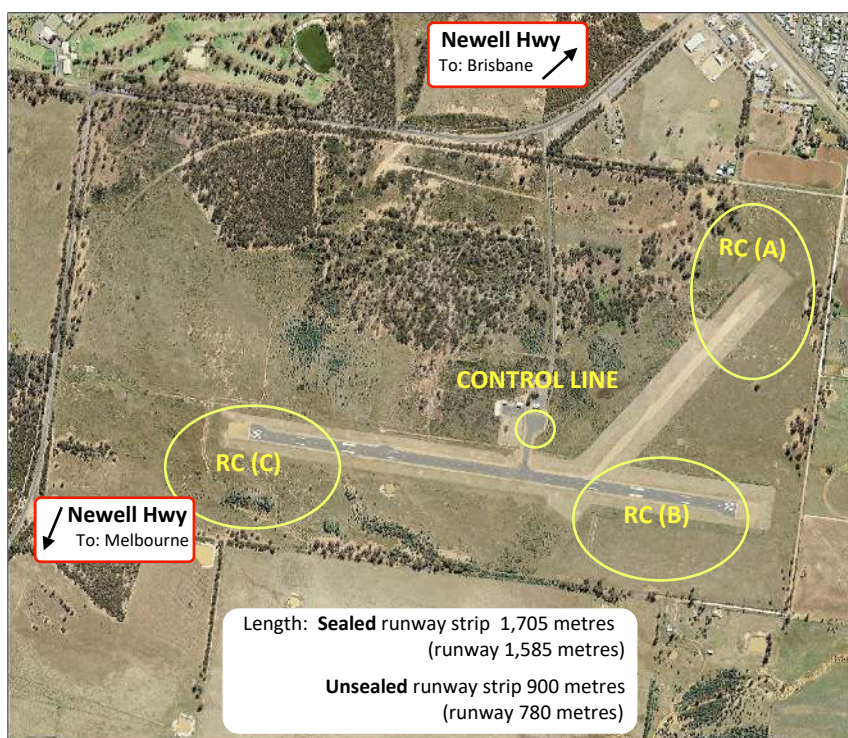 Newell Hwy
To: Brisbane
RC (A)
CONTROL LINE
RC (C)
RC (B)
Newell Hwy
To: Melbourne
Length: Sealed runway strip 1,705 metres
(runway 1,585 metres)
Unsealed runway strip 900 metres
(runway 780 metres)